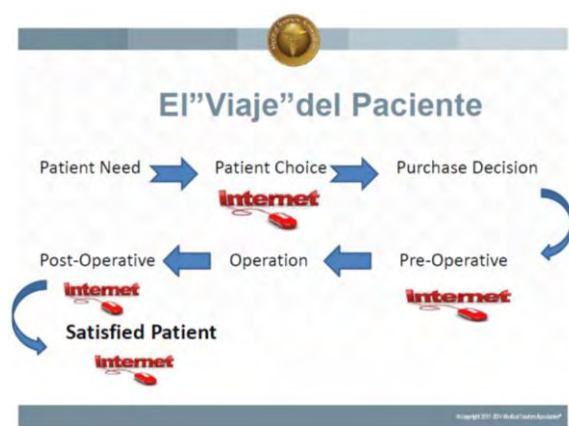 El”Viaje”del Paciente
Patient Need
Patient Choice
Purchase Decision
Internet
Post-Operative
Operation
Pre-Operative
Internet
Internet
Satisfied Patient
Internet